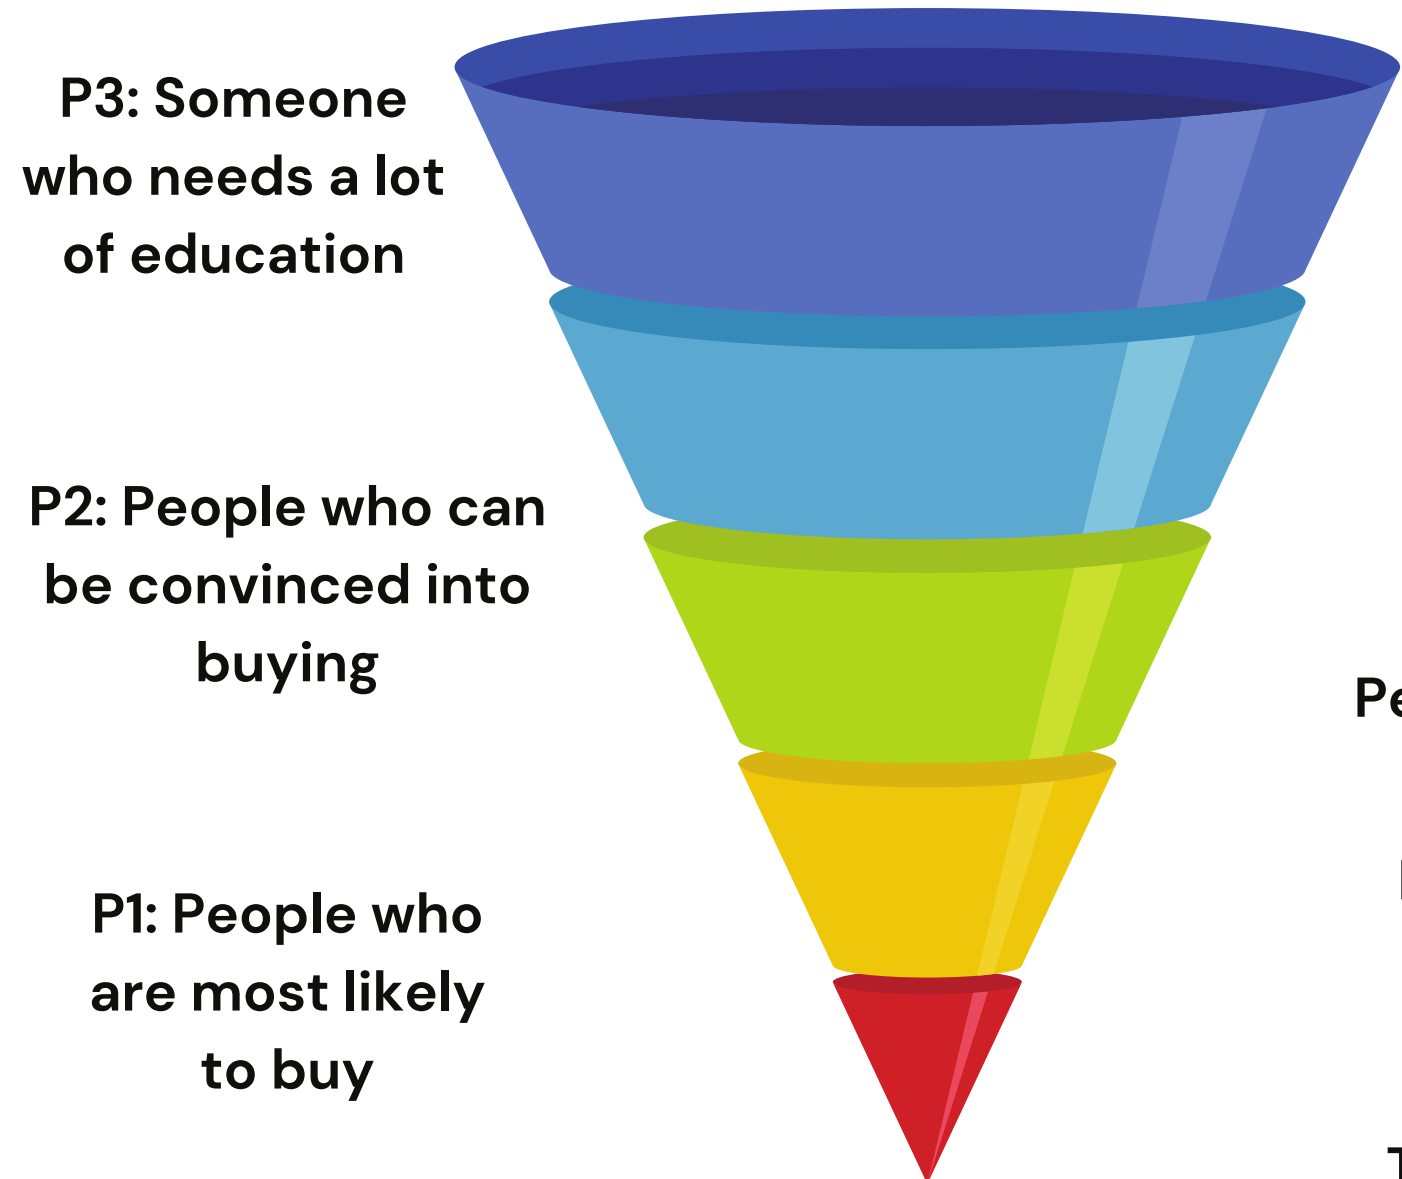 P3: Someone
who needs a lot
of education
P2: People who can
be convinced into
buying
P1: People who
are most likely
to buy